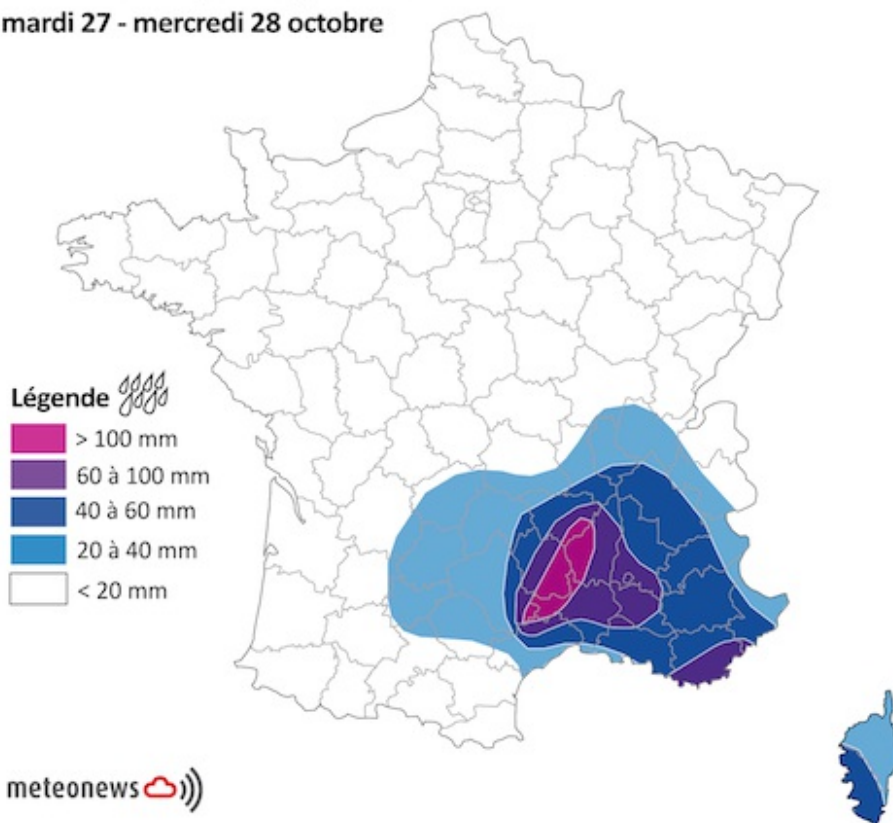 mardi 27 - mercredi 28 octobre
Légende
> 100 mm
60 à 100 mm
40 à 60 mm
20 à 40 mm
< 20 mm
meteonews